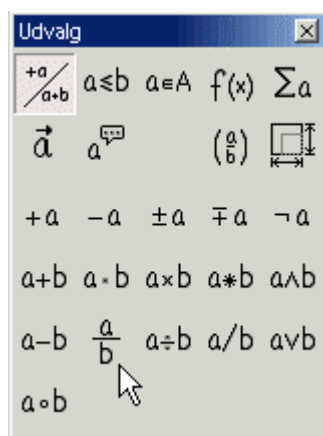 Udvalg
+a/a+b a≤b a∈A f(x) Σa
a⃗ a (a/b)
+a −a ±a ∓a ¬a
a+b a·b a×b a∗b a∧b
a−b a/b a÷b a/b a∨b
a∘b